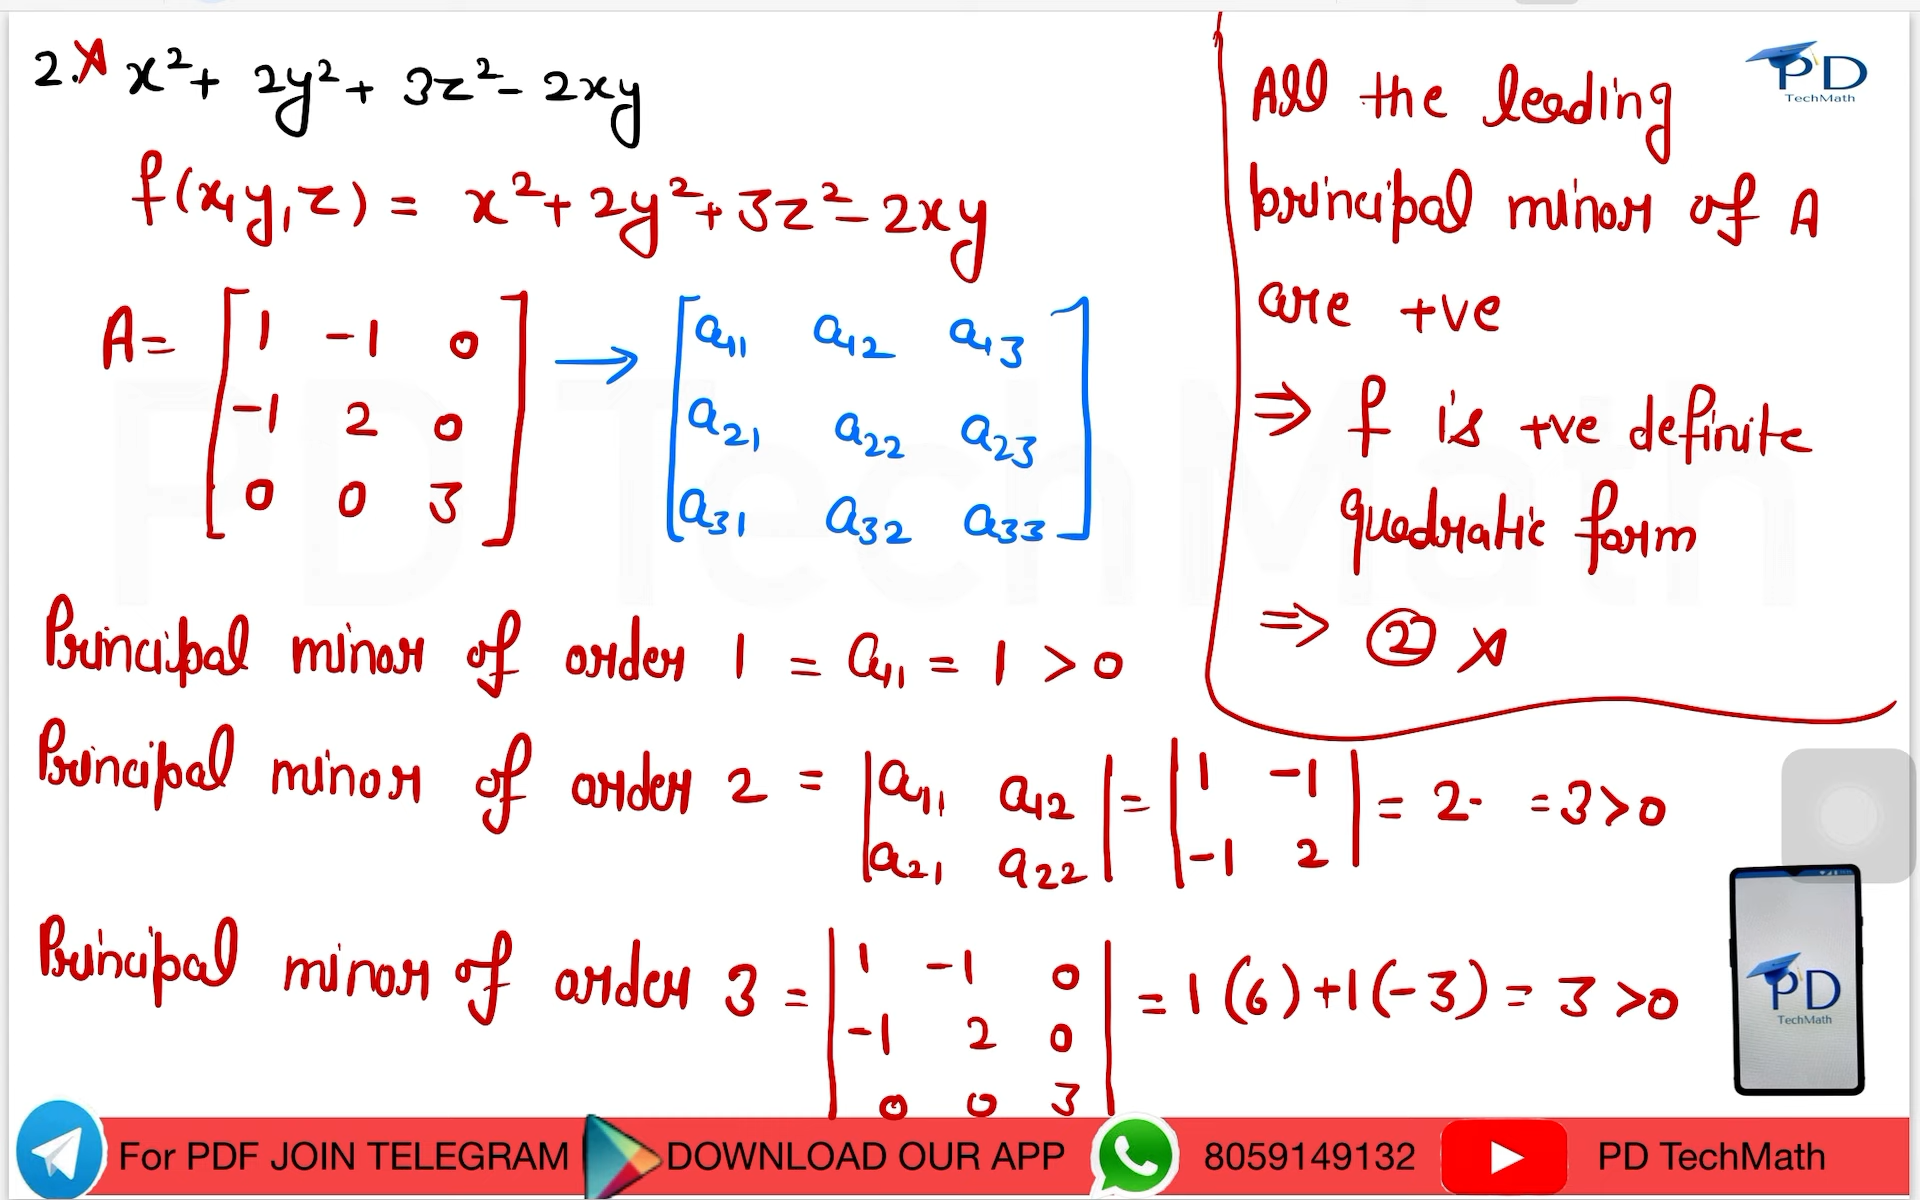 2. x² + 2y² + 3z² - 2xy
f(x,y,z) = x² + 2y² + 3z² - 2xy
A = [1 -1 0
-1 2 0
0 0 3] → [a11 a12 a13
a21 a22 a23
a31 a32 a33]
Principal minor of order 1 = a11 = 1 > 0
Principal minor of order 2 = |a11 a12
a21 a22| = |1 -1
-1 2| = 2- = 3 > 0
Principal minor of order 3 = |1 -1 0
-1 2 0
0 0 3| = 1(6) + 1(-3) = 3 > 0
All the leading
principal minor of A
are +ve
⇒ f is +ve definite
quadratic form
⇒ ②
PD
TechMath
PD TechMath
PD
TechMath
For PDF JOIN TELEGRAM
DOWNLOAD OUR APP
8059149132
PD TechMath